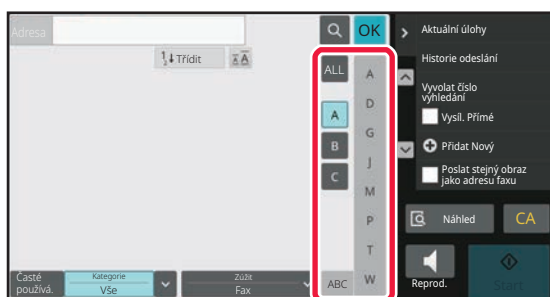 Adresa
OK
Aktuální úlohy
Třídit
ALL
A
Historie odeslání
Vyvolat číslo
vyhledání
A
D
Vysíl. Přímé
B
G
Přidat Nový
C
J
Poslat stejný obraz
jako adresu faxu
M
P
Náhled
CA
T
Časté
používá.
Kategorie
Vše
Zúžit
Fax
ABC
W
Reprod.
Start